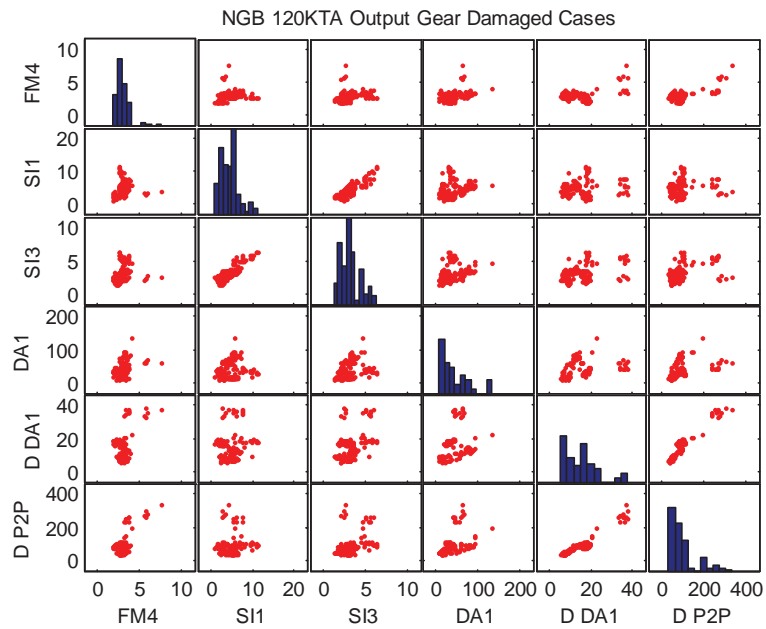 NGB 120KTA Output Gear Damaged Cases
FM4
10
5
0
SI1
20
10
0
SI3
10
5
0
DA1
200
100
0
D DA1
40
20
0
D P2P
400
200
0
0 5 10 0 10 20 0 5 10 0 100 200 0 20 40 0 200 400
FM4 SI1 SI3 DA1 D DA1 D P2P